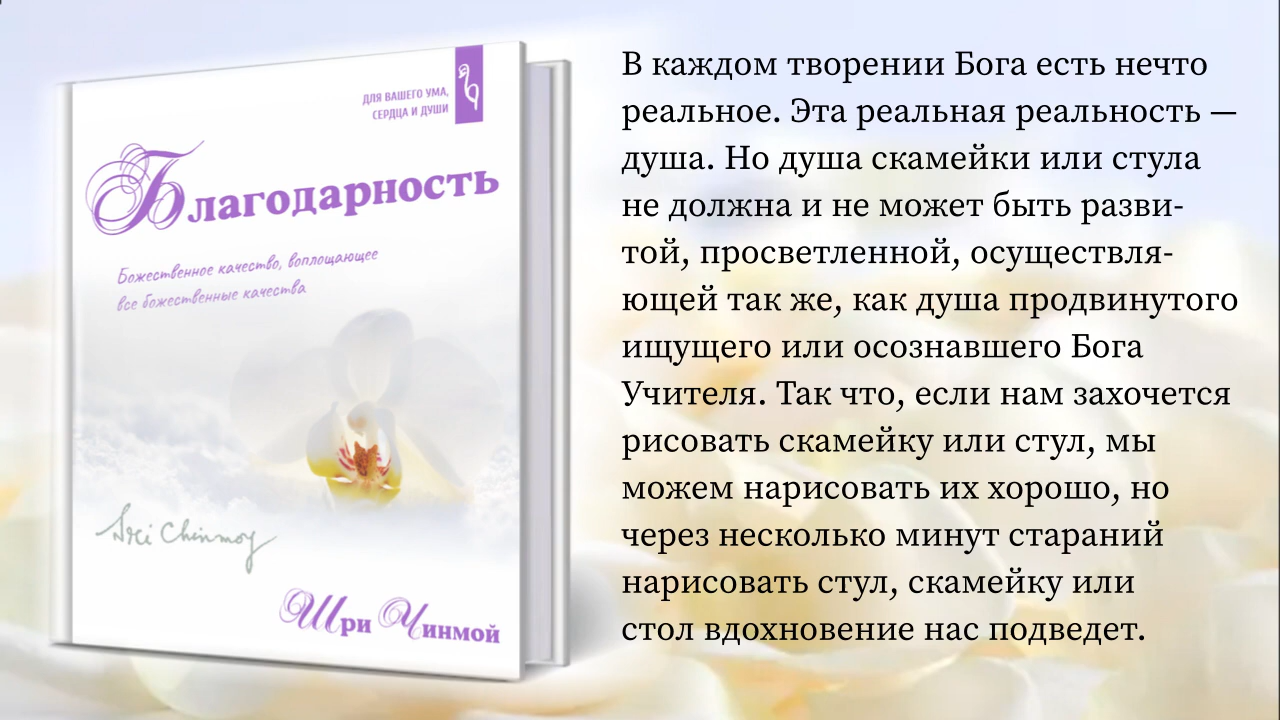 ДЛЯ ВАШЕГО УМА,
СЕРДЦА И ДУШИ
Благодарность
Божественное качество, воплощающее
все божественные качества
Sri Chinmoy
Шри Чинмой
В каждом творении Бога есть нечто
реальное. Эта реальная реальность —
душа. Но душа скамейки или стула
не должна и не может быть разви-
той, просветленной, осуществля-
ющей так же, как душа продвинутого
ищущего или осознавшего Бога
Учителя. Так что, если нам захочется
рисовать скамейку или стул, мы
можем нарисовать их хорошо, но
через несколько минут стараний
нарисовать стул, скамейку или
стол вдохновение нас подведет.